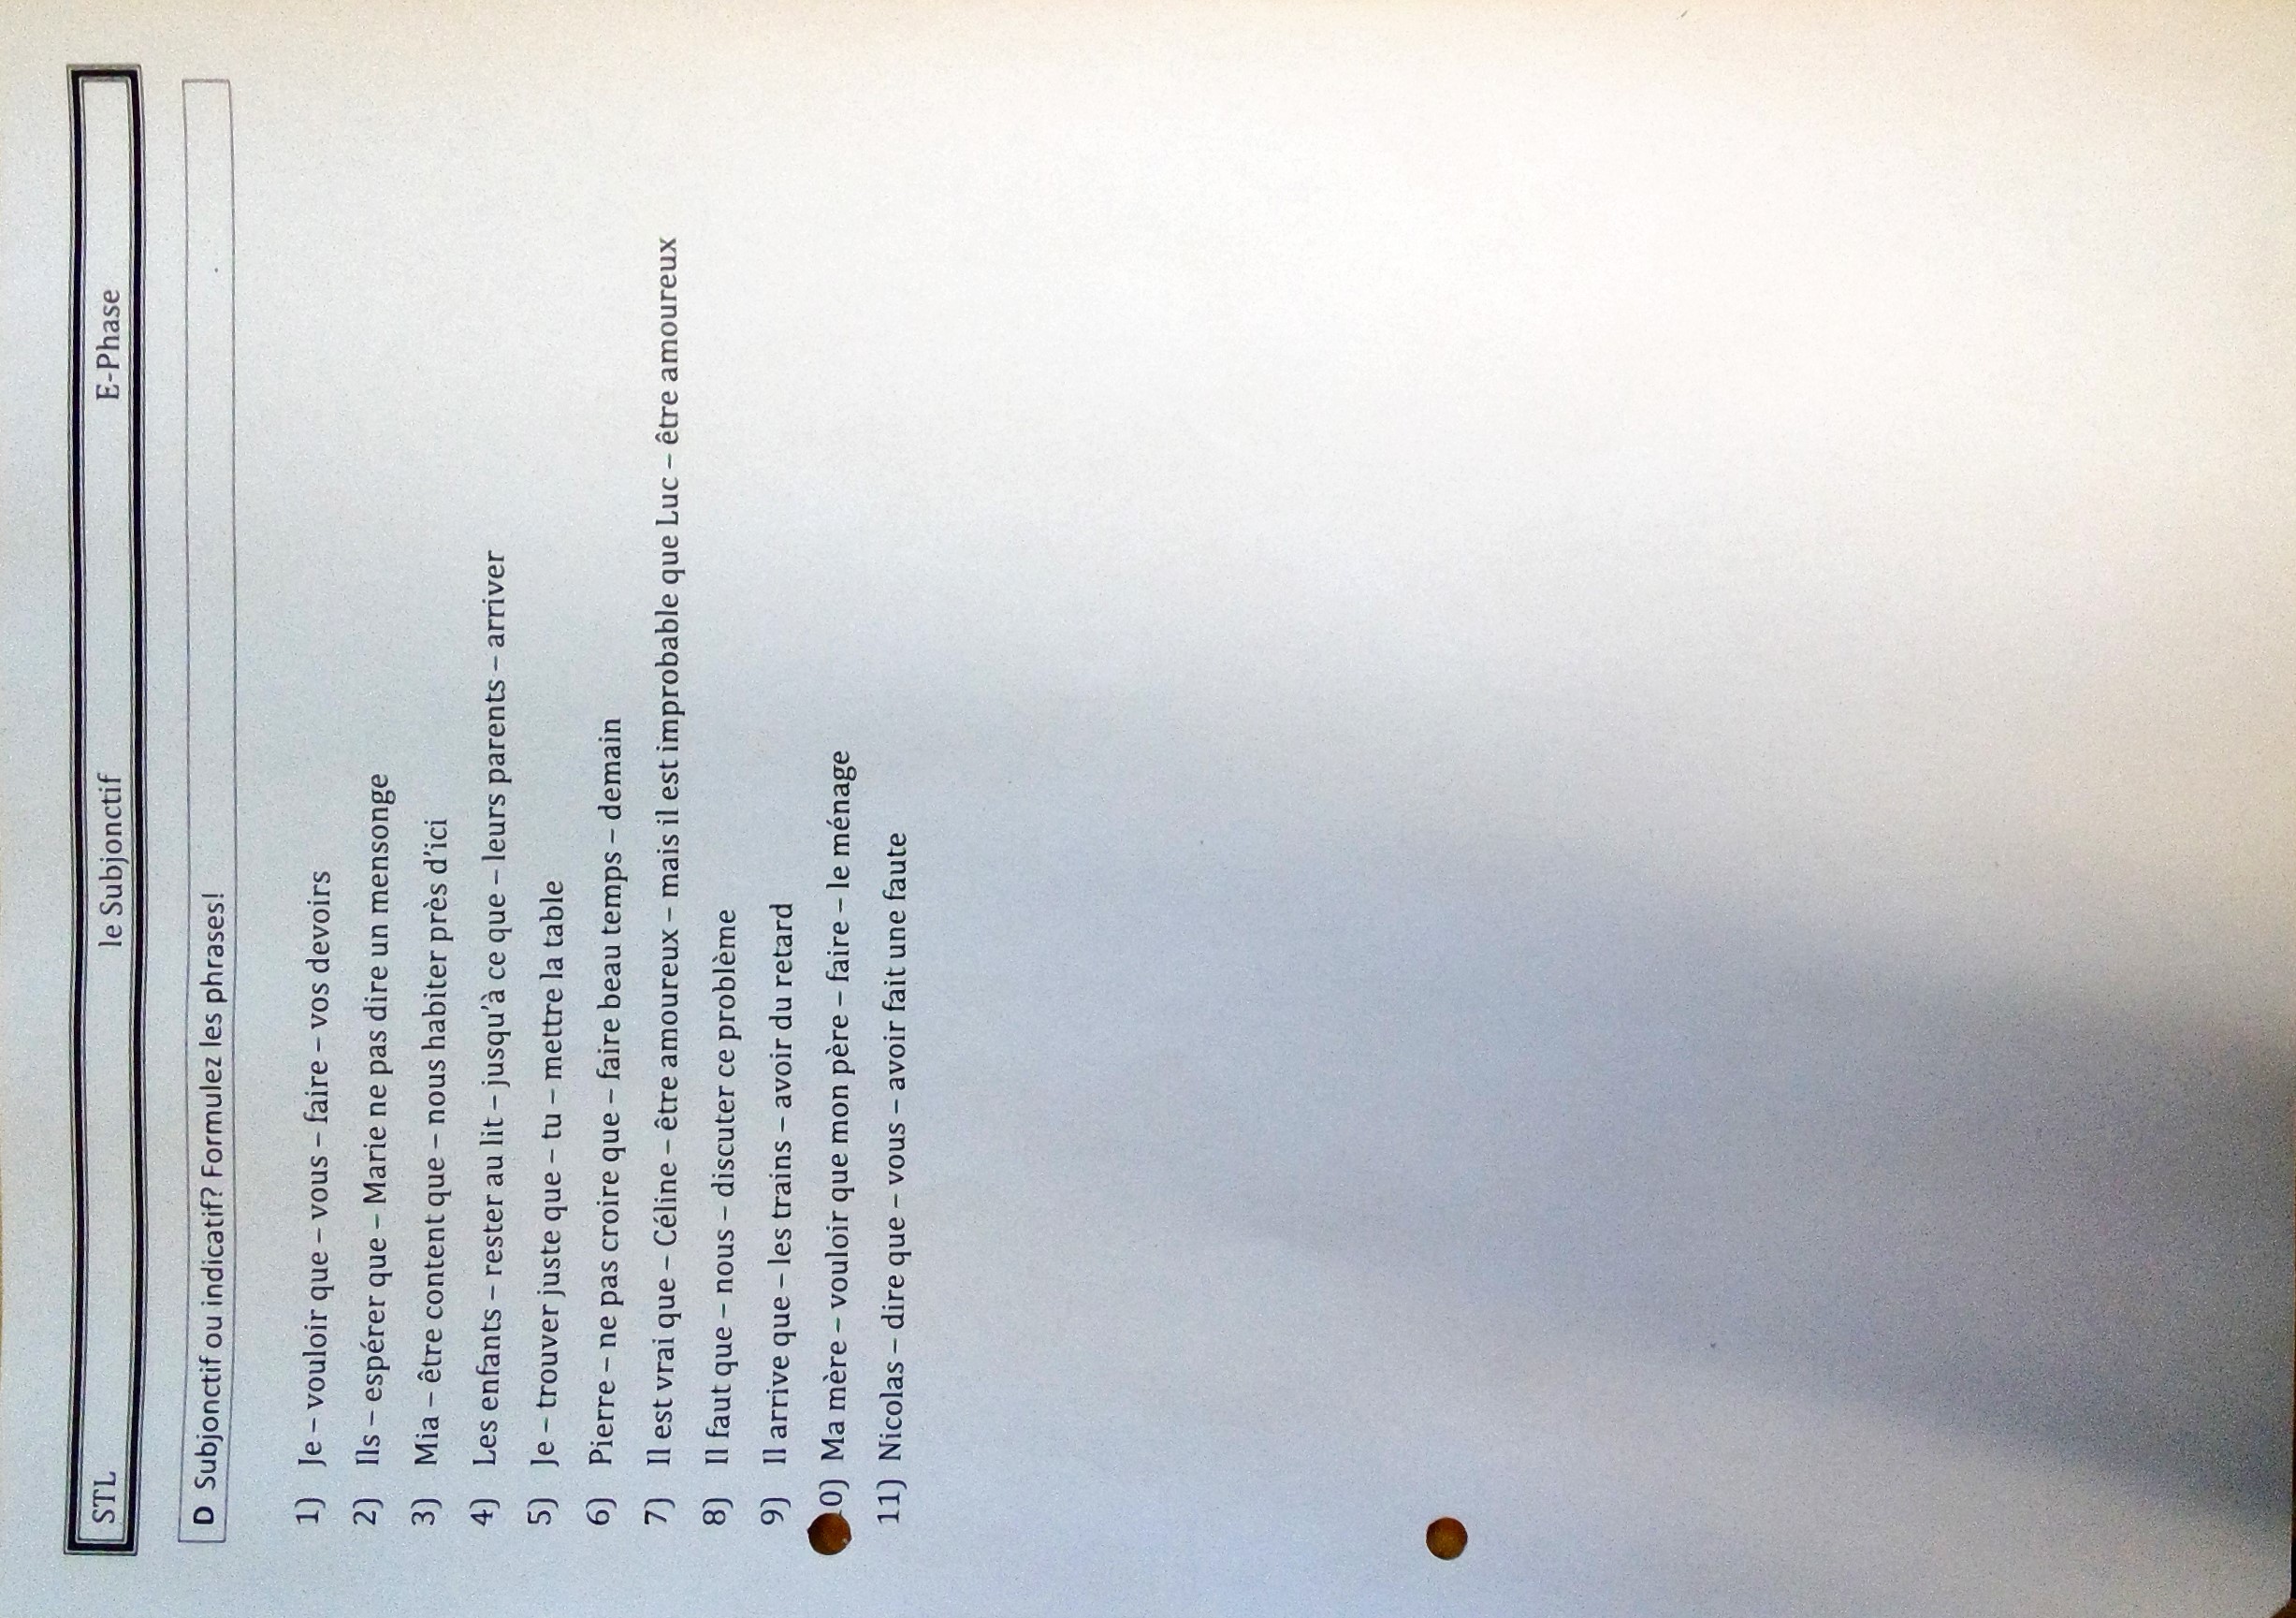 STL le Subjonctif E-Phase
D Subjonctif ou indicatif? Formulez les phrases!
1) Je – vouloir que – vous – faire – vos devoirs
2) Ils – espérer que – Marie ne pas dire un mensonge
3) Mia – être content que – nous habiter près d'ici
4) Les enfants – rester au lit – jusqu'à ce que – leurs parents – arriver
5) Je – trouver juste que – tu – mettre la table
6) Pierre – ne pas croire que – faire beau temps – demain
7) Il est vrai que – Céline – être amoureux – mais il est improbable que Luc – être amoureux
8) Il faut que – nous – discuter ce problème
9) Il arrive que – les trains – avoir du retard
0) Ma mère – vouloir que mon père – faire – le ménage
11) Nicolas – dire que – vous – avoir fait une faute